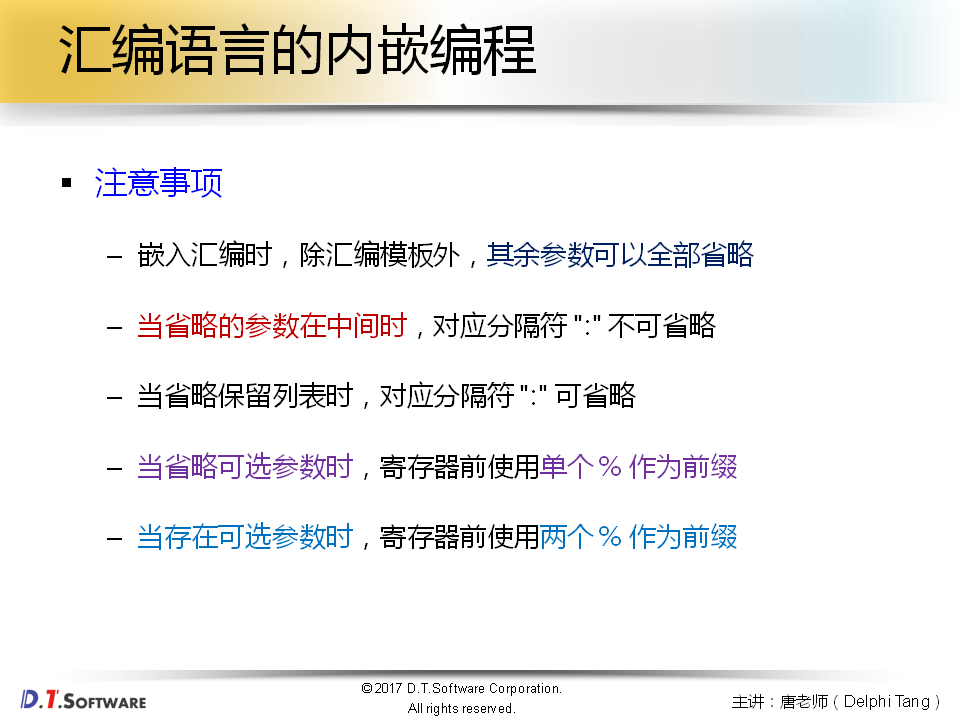 汇编语言的内嵌编程
▪ 注意事项
– 嵌入汇编时，除汇编模板外，其余参数可以全部省略
– 当省略的参数在中间时，对应分隔符 ":" 不可省略
– 当省略保留列表时，对应分隔符 ":" 可省略
– 当省略可选参数时，寄存器前使用单个 % 作为前缀
– 当存在可选参数时，寄存器前使用两个 % 作为前缀
D.T.SOFTWARE
©2017 D.T.Software Corporation.
All rights reserved.
主讲：唐老师（Delphi Tang）